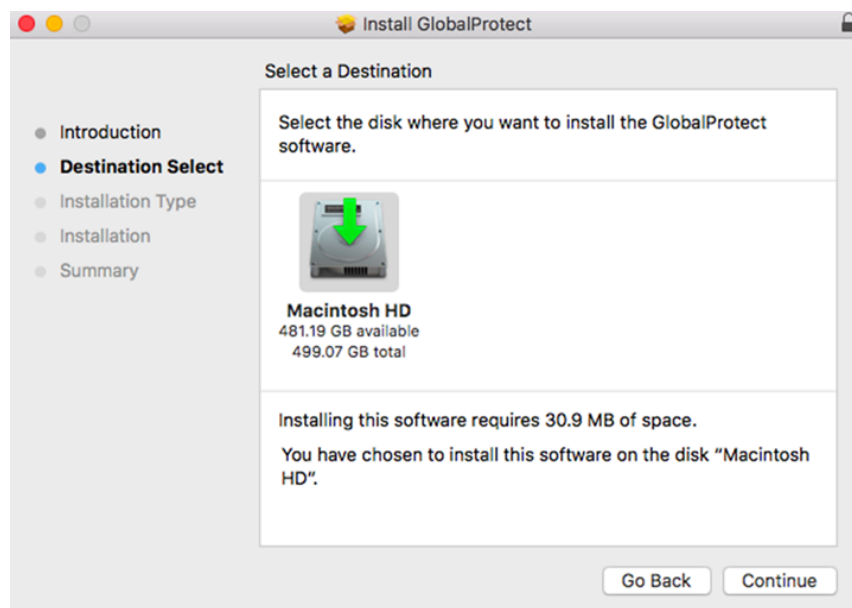 Install GlobalProtect
Select a Destination
Introduction
Destination Select
Installation Type
Installation
Summary
Select the disk where you want to install the GlobalProtect
software.
Macintosh HD
481.19 GB available
499.07 GB total
Installing this software requires 30.9 MB of space.
You have chosen to install this software on the disk “Macintosh
HD”.
Go Back
Continue